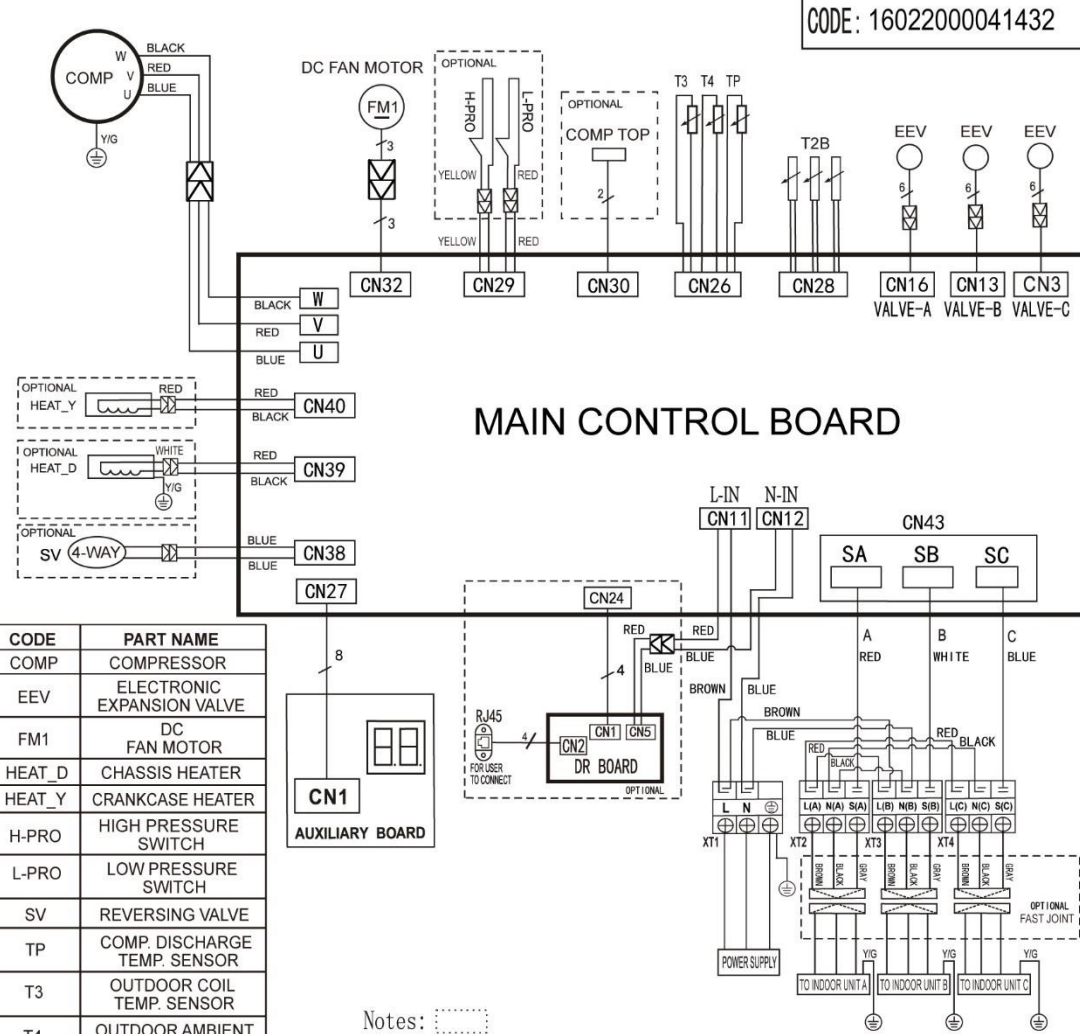 CODE: 16022000041432
COMP
W
V
U
BLACK
RED
BLUE
Y/G
DC FAN MOTOR
FM1
3
3
OPTIONAL
H-PRO
L-PRO
YELLOW
RED
YELLOW
RED
OPTIONAL
COMP TOP
2
T3 T4 TP
T2B
EEV
EEV
EEV
6
6
6
CN32
CN29
CN30
CN26
CN28
CN16
CN13
CN3
VALVE-A
VALVE-B
VALVE-C
BLACK W
RED V
BLUE U
OPTIONAL
HEAT_Y
RED
RED
BLACK
CN40
OPTIONAL
HEAT_D
WHITE
Y/G
RED
BLACK
CN39
OPTIONAL
SV
4-WAY
BLUE
BLUE
CN38
CN27
MAIN CONTROL BOARD
L-IN N-IN
CN11 CN12
CN43
SA SB SC
CN24
8
CN1
AUXILIARY BOARD
RED
RED
BLUE
BLUE
4
RJ45
FOR USER
TO CONNECT
4
CN2
CN1
CN5
DR BOARD
OPTIONAL
A
RED
B
WHITE
C
BLUE
BROWN
BLUE
BROWN
BLUE
RED
BLACK
RED
BLACK
L N
XT1
L(A) N(A) S(A)
XT2
L(B) N(B) S(B)
XT3
L(C) N(C) S(C)
XT4
BROWN
BLACK
GRAY
BROWN
BLACK
GRAY
BROWN
BLACK
GRAY
OPTIONAL
FAST JOINT
POWER SUPPLY
Y/G
Y/G
Y/G
TO INDOOR UNIT A
TO INDOOR UNIT B
TO INDOOR UNIT C
CODE PART NAME
COMP COMPRESSOR
EEV ELECTRONIC
EXPANSION VALVE
FM1 DC
FAN MOTOR
HEAT_D CHASSIS HEATER
HEAT_Y CRANKCASE HEATER
H-PRO HIGH PRESSURE
SWITCH
L-PRO LOW PRESSURE
SWITCH
SV REVERSING VALVE
TP COMP. DISCHARGE
TEMP. SENSOR
T3 OUTDOOR COIL
TEMP. SENSOR
OUTDOOR AMBIENT
Notes: